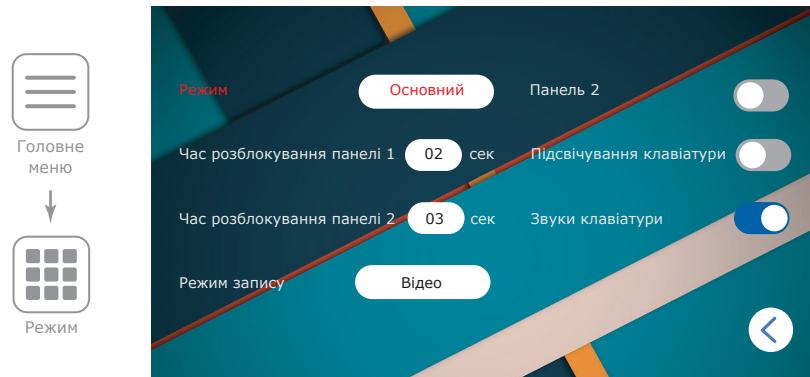 Головне
меню
Режим
Режим Основний Панель 2
Час розблокування панелі 1 02 сек Підсвічування клавіатури
Час розблокування панелі 2 03 сек Звуки клавіатури
Режим запису Відео